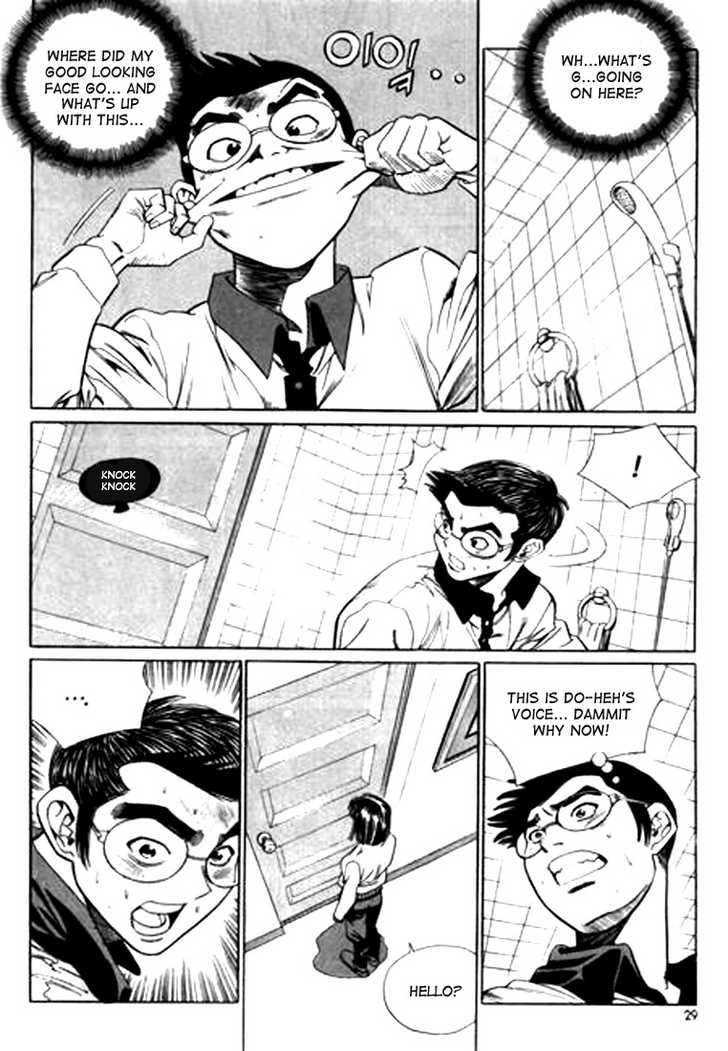 WHERE DID MY
GOOD LOOKING
FACE GO... AND
WHAT'S UP
WITH THIS...
이익..
WH...WHAT'S
G...GOING
ON HERE?
KNOCK
KNOCK
!
...
HELLO?
THIS IS DO-HEH'S
VOICE... DAMMIT
WHY NOW!
29